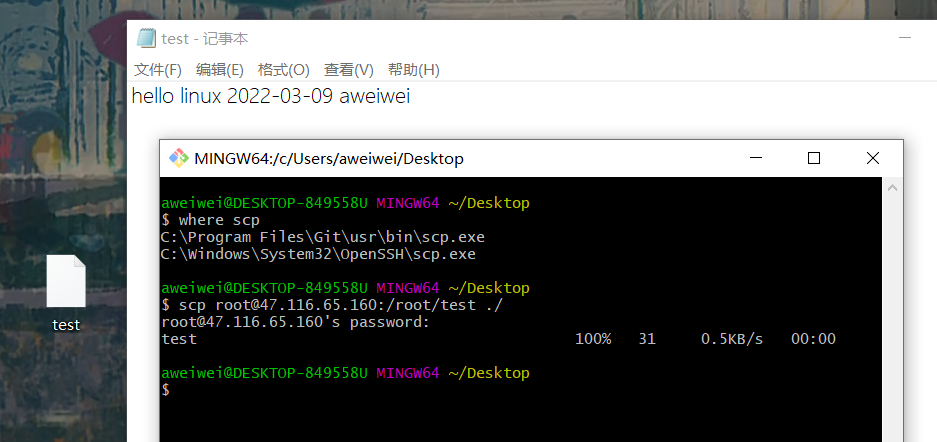 test - 记事本
文件(F) 编辑(E) 格式(O) 查看(V) 帮助(H)
hello linux 2022-03-09 aweiwei
MINGW64:/c/Users/aweiwei/Desktop
aweiwei@DESKTOP-849558U MINGW64 ~/Desktop
$ where scp
C:\Program Files\Git\usr\bin\scp.exe
C:\Windows\System32\OpenSSH\scp.exe
aweiwei@DESKTOP-849558U MINGW64 ~/Desktop
$ scp root@47.116.65.160:/root/test ./
root@47.116.65.160's password:
test 100% 31 0.5KB/s 00:00
aweiwei@DESKTOP-849558U MINGW64 ~/Desktop
$
test